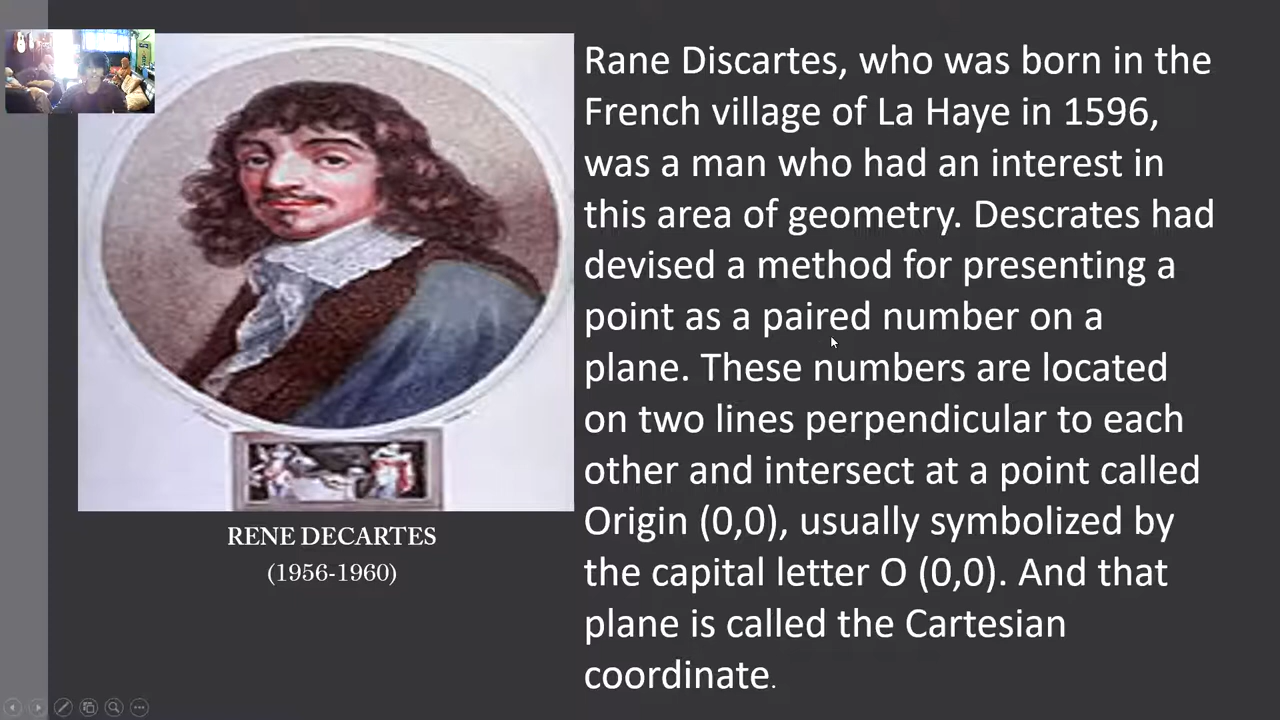 Rane Discartes, who was born in the
French village of La Haye in 1596,
was a man who had an interest in
this area of geometry. Descrates had
devised a method for presenting a
point as a paired number on a
plane. These numbers are located
on two lines perpendicular to each
other and intersect at a point called
Origin (0,0), usually symbolized by
the capital letter O (0,0). And that
plane is called the Cartesian
coordinate.
RENE DECARTES
(1956-1960)